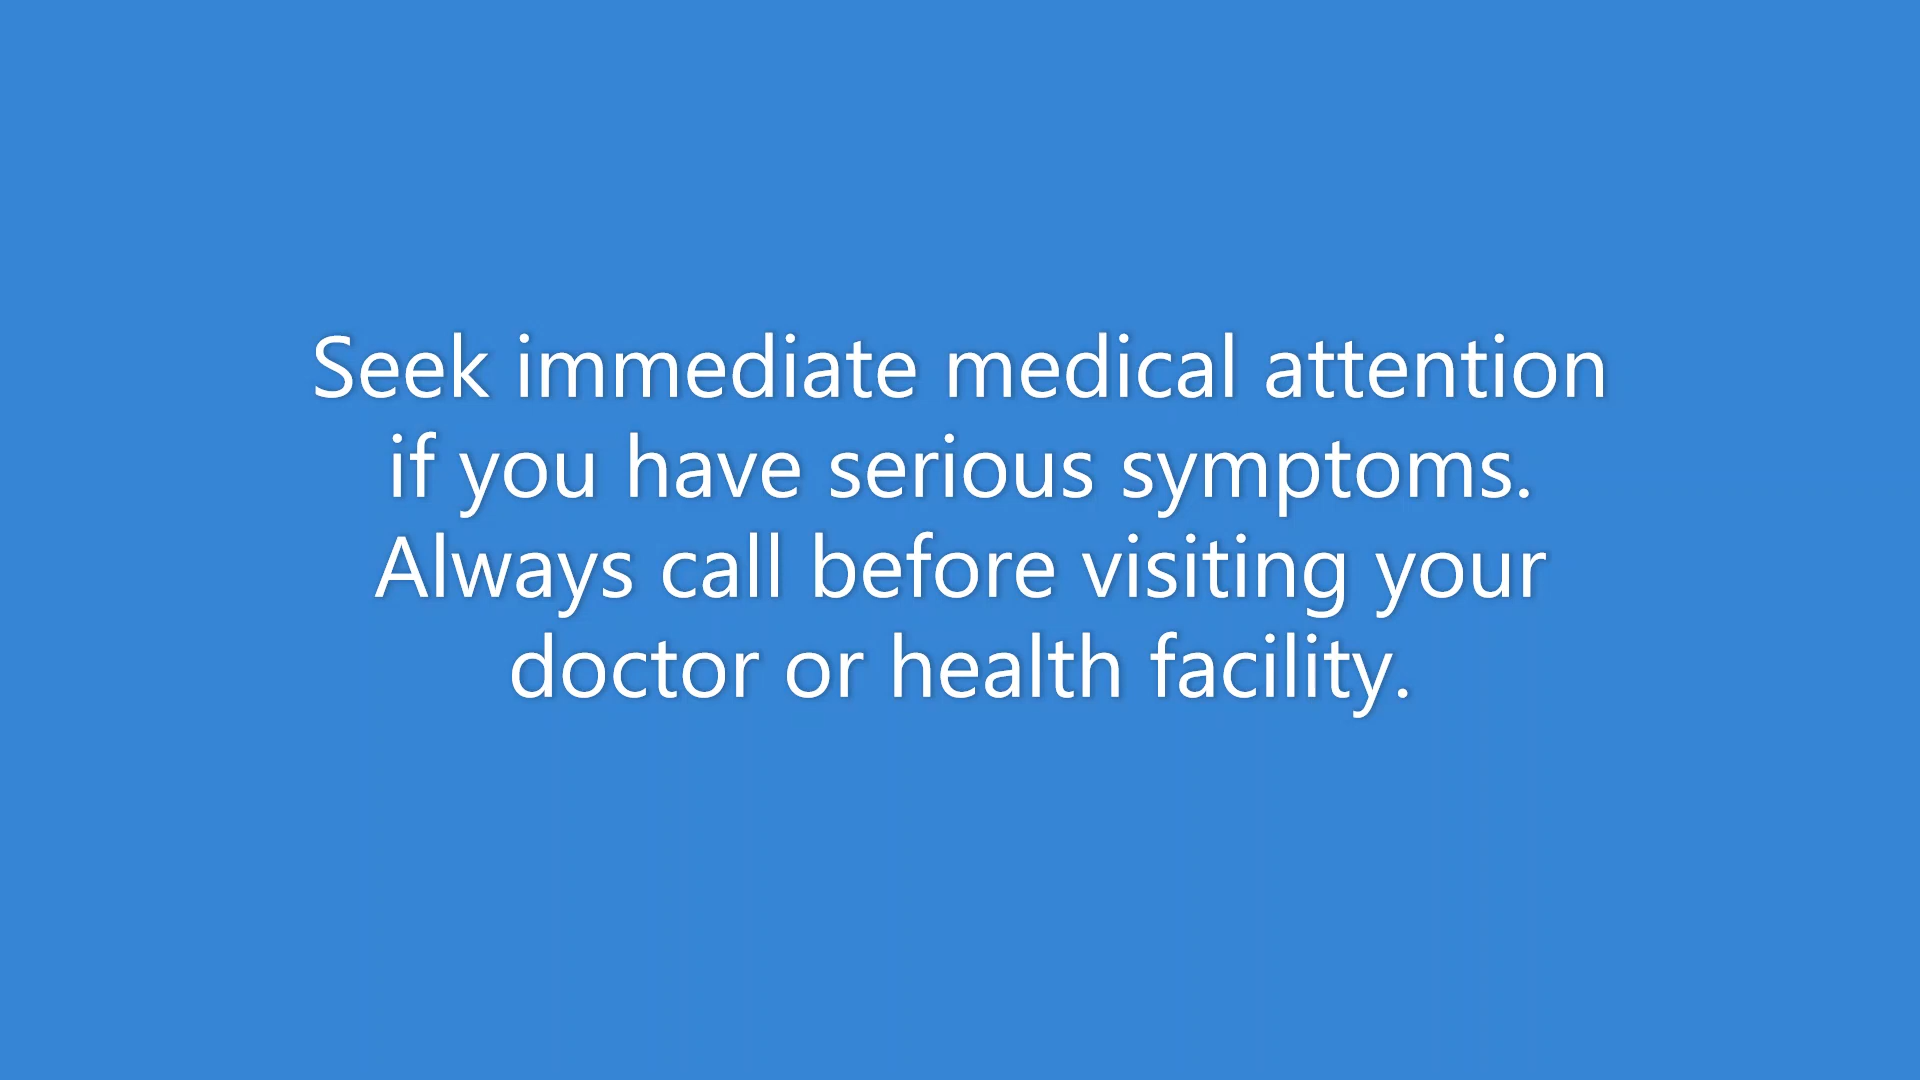 Seek immediate medical attention
if you have serious symptoms.
Always call before visiting your
doctor or health facility.